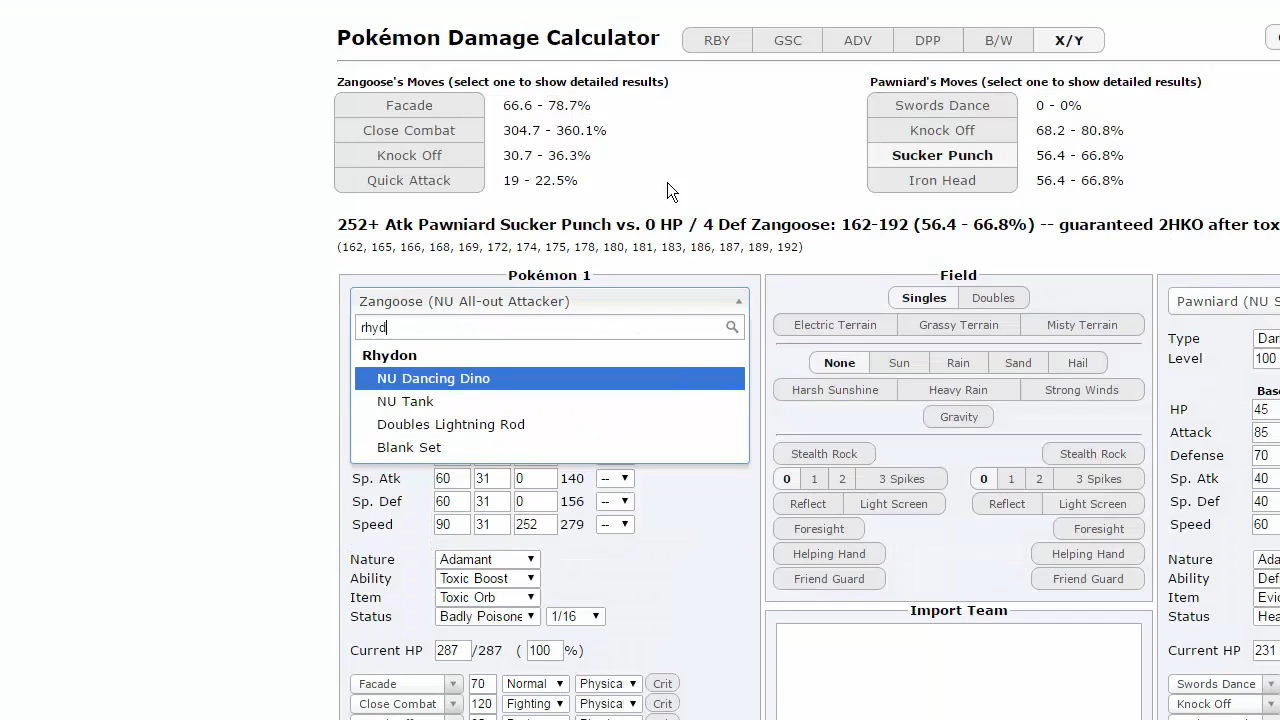 Pokémon Damage Calculator RBY GSC ADV DPP B/W X/Y
Zangoose's Moves (select one to show detailed results) Pawniard's Moves (select one to show detailed results)
Facade 66.6 - 78.7% Swords Dance 0 - 0%
Close Combat 304.7 - 360.1% Knock Off 68.2 - 80.8%
Knock Off 30.7 - 36.3% Sucker Punch 56.4 - 66.8%
Quick Attack 19 - 22.5% Iron Head 56.4 - 66.8%
252+ Atk Pawniard Sucker Punch vs. 0 HP / 4 Def Zangoose: 162-192 (56.4 - 66.8%) -- guaranteed 2HKO after tox
(162, 165, 166, 168, 169, 172, 174, 175, 178, 180, 181, 183, 186, 187, 189, 192)
Pokémon 1
Zangoose (NU All-out Attacker)
rhyd
Rhydon
NU Dancing Dino
NU Tank
Doubles Lightning Rod
Blank Set
Sp. Atk 60 31 0 140 --
Sp. Def 60 31 0 156 --
Speed 90 31 252 279 --
Nature Adamant
Ability Toxic Boost
Item Toxic Orb
Status Badly Poisone 1/16
Current HP 287 /287 ( 100 %)
Facade 70 Normal Physica Crit
Close Combat 120 Fighting Physica Crit
Field
Singles Doubles
Electric Terrain Grassy Terrain Misty Terrain
None Sun Rain Sand Hail
Harsh Sunshine Heavy Rain Strong Winds
Gravity
Stealth Rock Stealth Rock
0 1 2 3 Spikes 0 1 2 3 Spikes
Reflect Light Screen Reflect Light Screen
Foresight Foresight
Helping Hand Helping Hand
Friend Guard Friend Guard
Import Team
Pawniard (NU S
Type Dar
Level 100
Base
HP 45
Attack 85
Defense 70
Sp. Atk 40
Sp. Def 40
Speed 60
Nature Ada
Ability Def
Item Evic
Status Hea
Current HP 231
Swords Dance
Knock Off